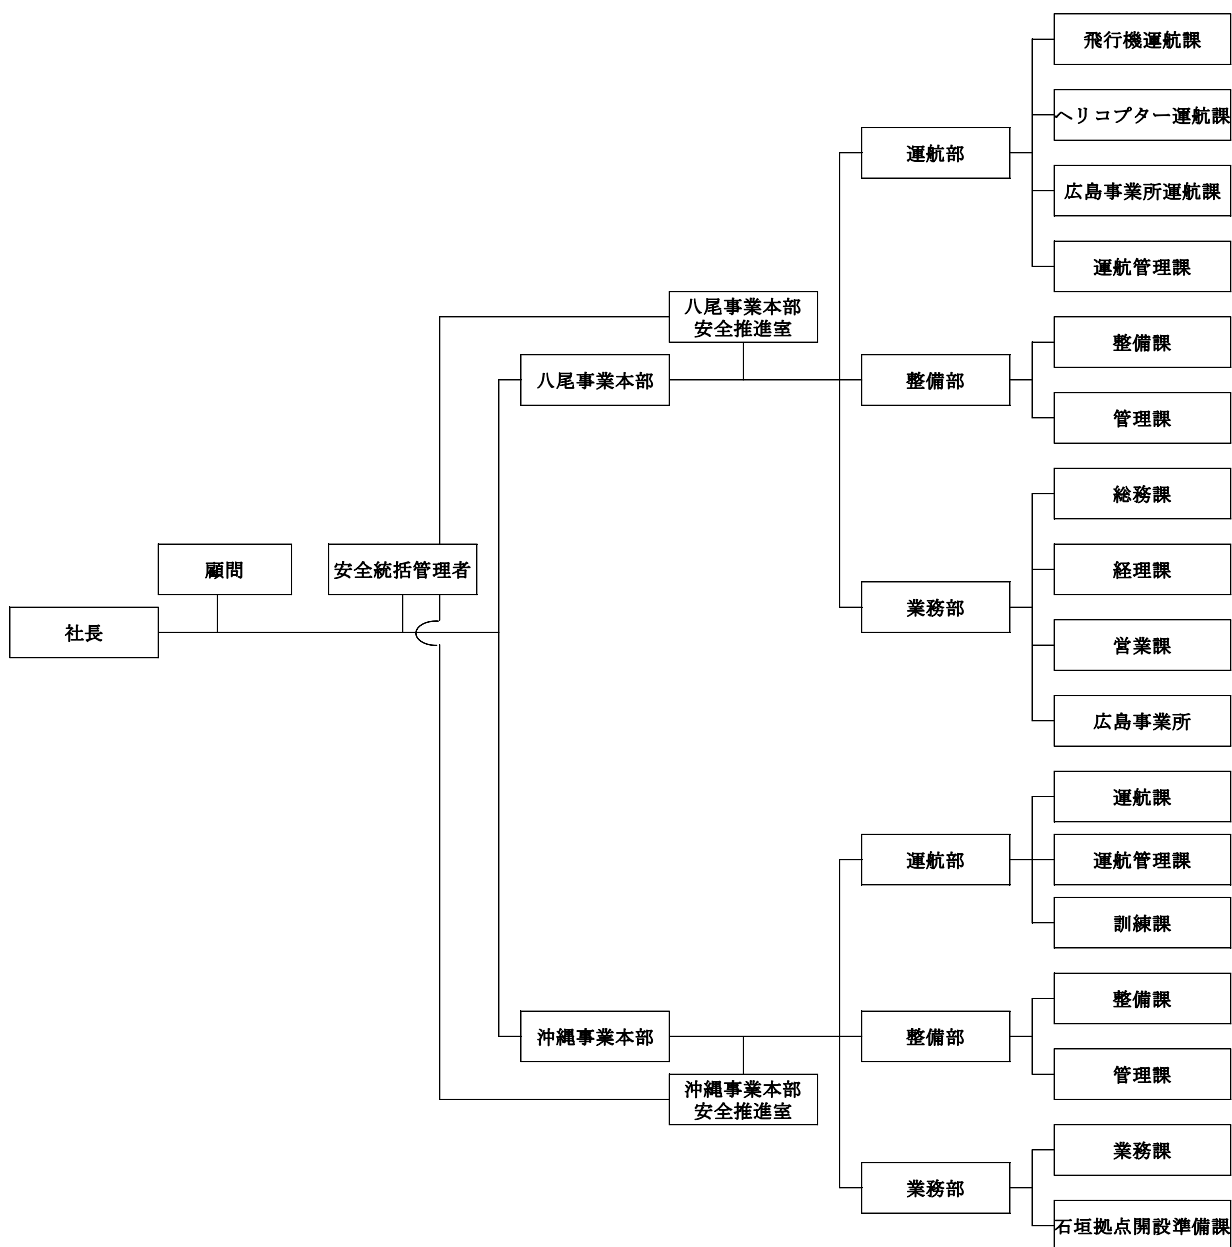 飛行機運航課
ヘリコプター運航課
運航部
広島事業所運航課
運航管理課
八尾事業本部
安全推進室
整備課
八尾事業本部
整備部
管理課
総務課
顧問
安全統括管理者
経理課
業務部
社長
営業課
広島事業所
運航課
運航部
運航管理課
訓練課
整備課
沖縄事業本部
整備部
管理課
沖縄事業本部
安全推進室
業務課
業務部
石垣拠点開設準備課